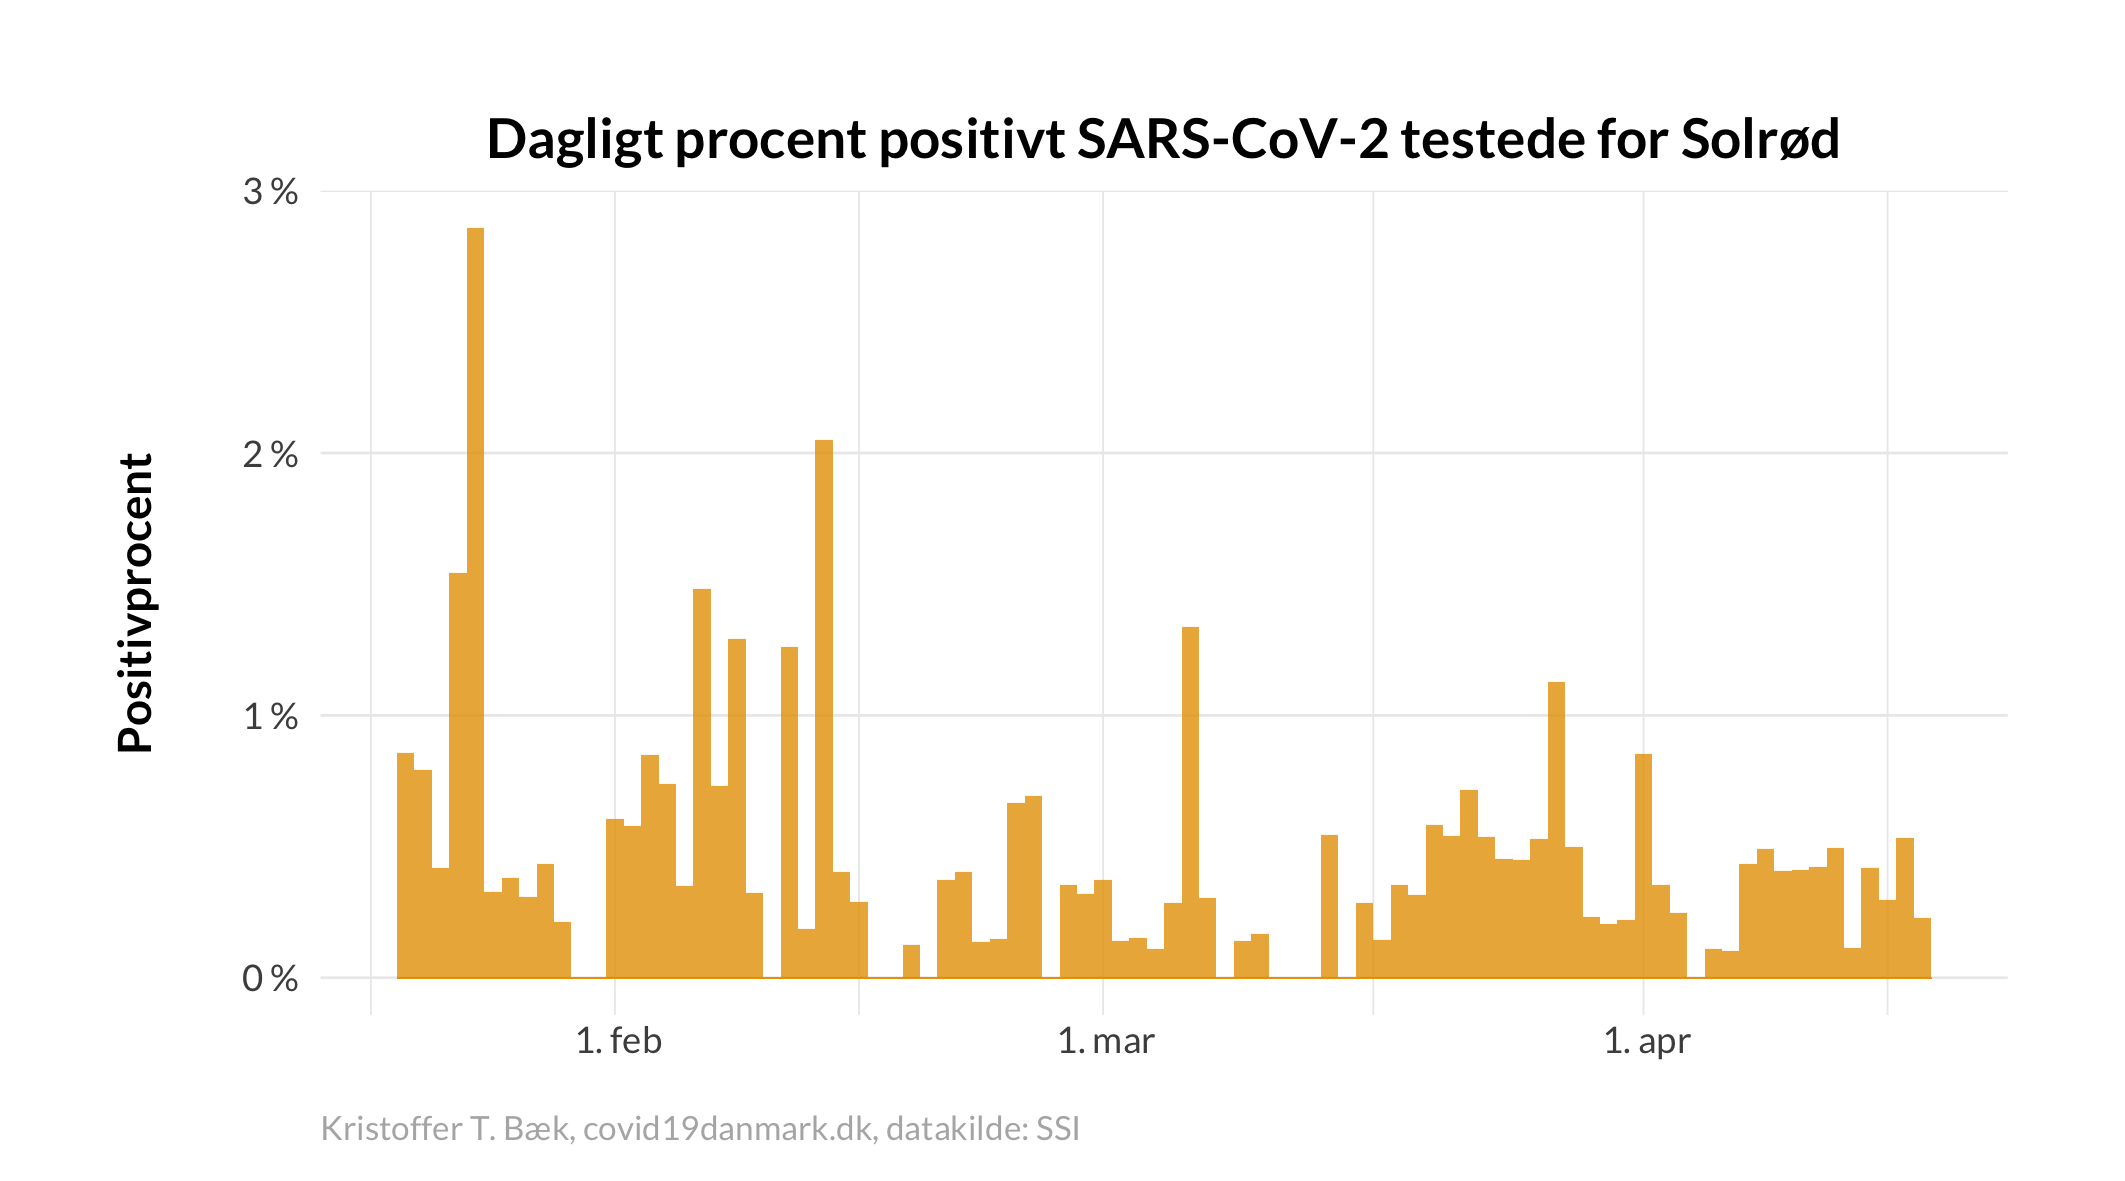 Dagligt procent positivt SARS-CoV-2 testede for Solrød
Positivprocent
3 %
2 %
1 %
0 %
1. feb
1. mar
1. apr
Kristoffer T. Bæk, covid19danmark.dk, datakilde: SSI